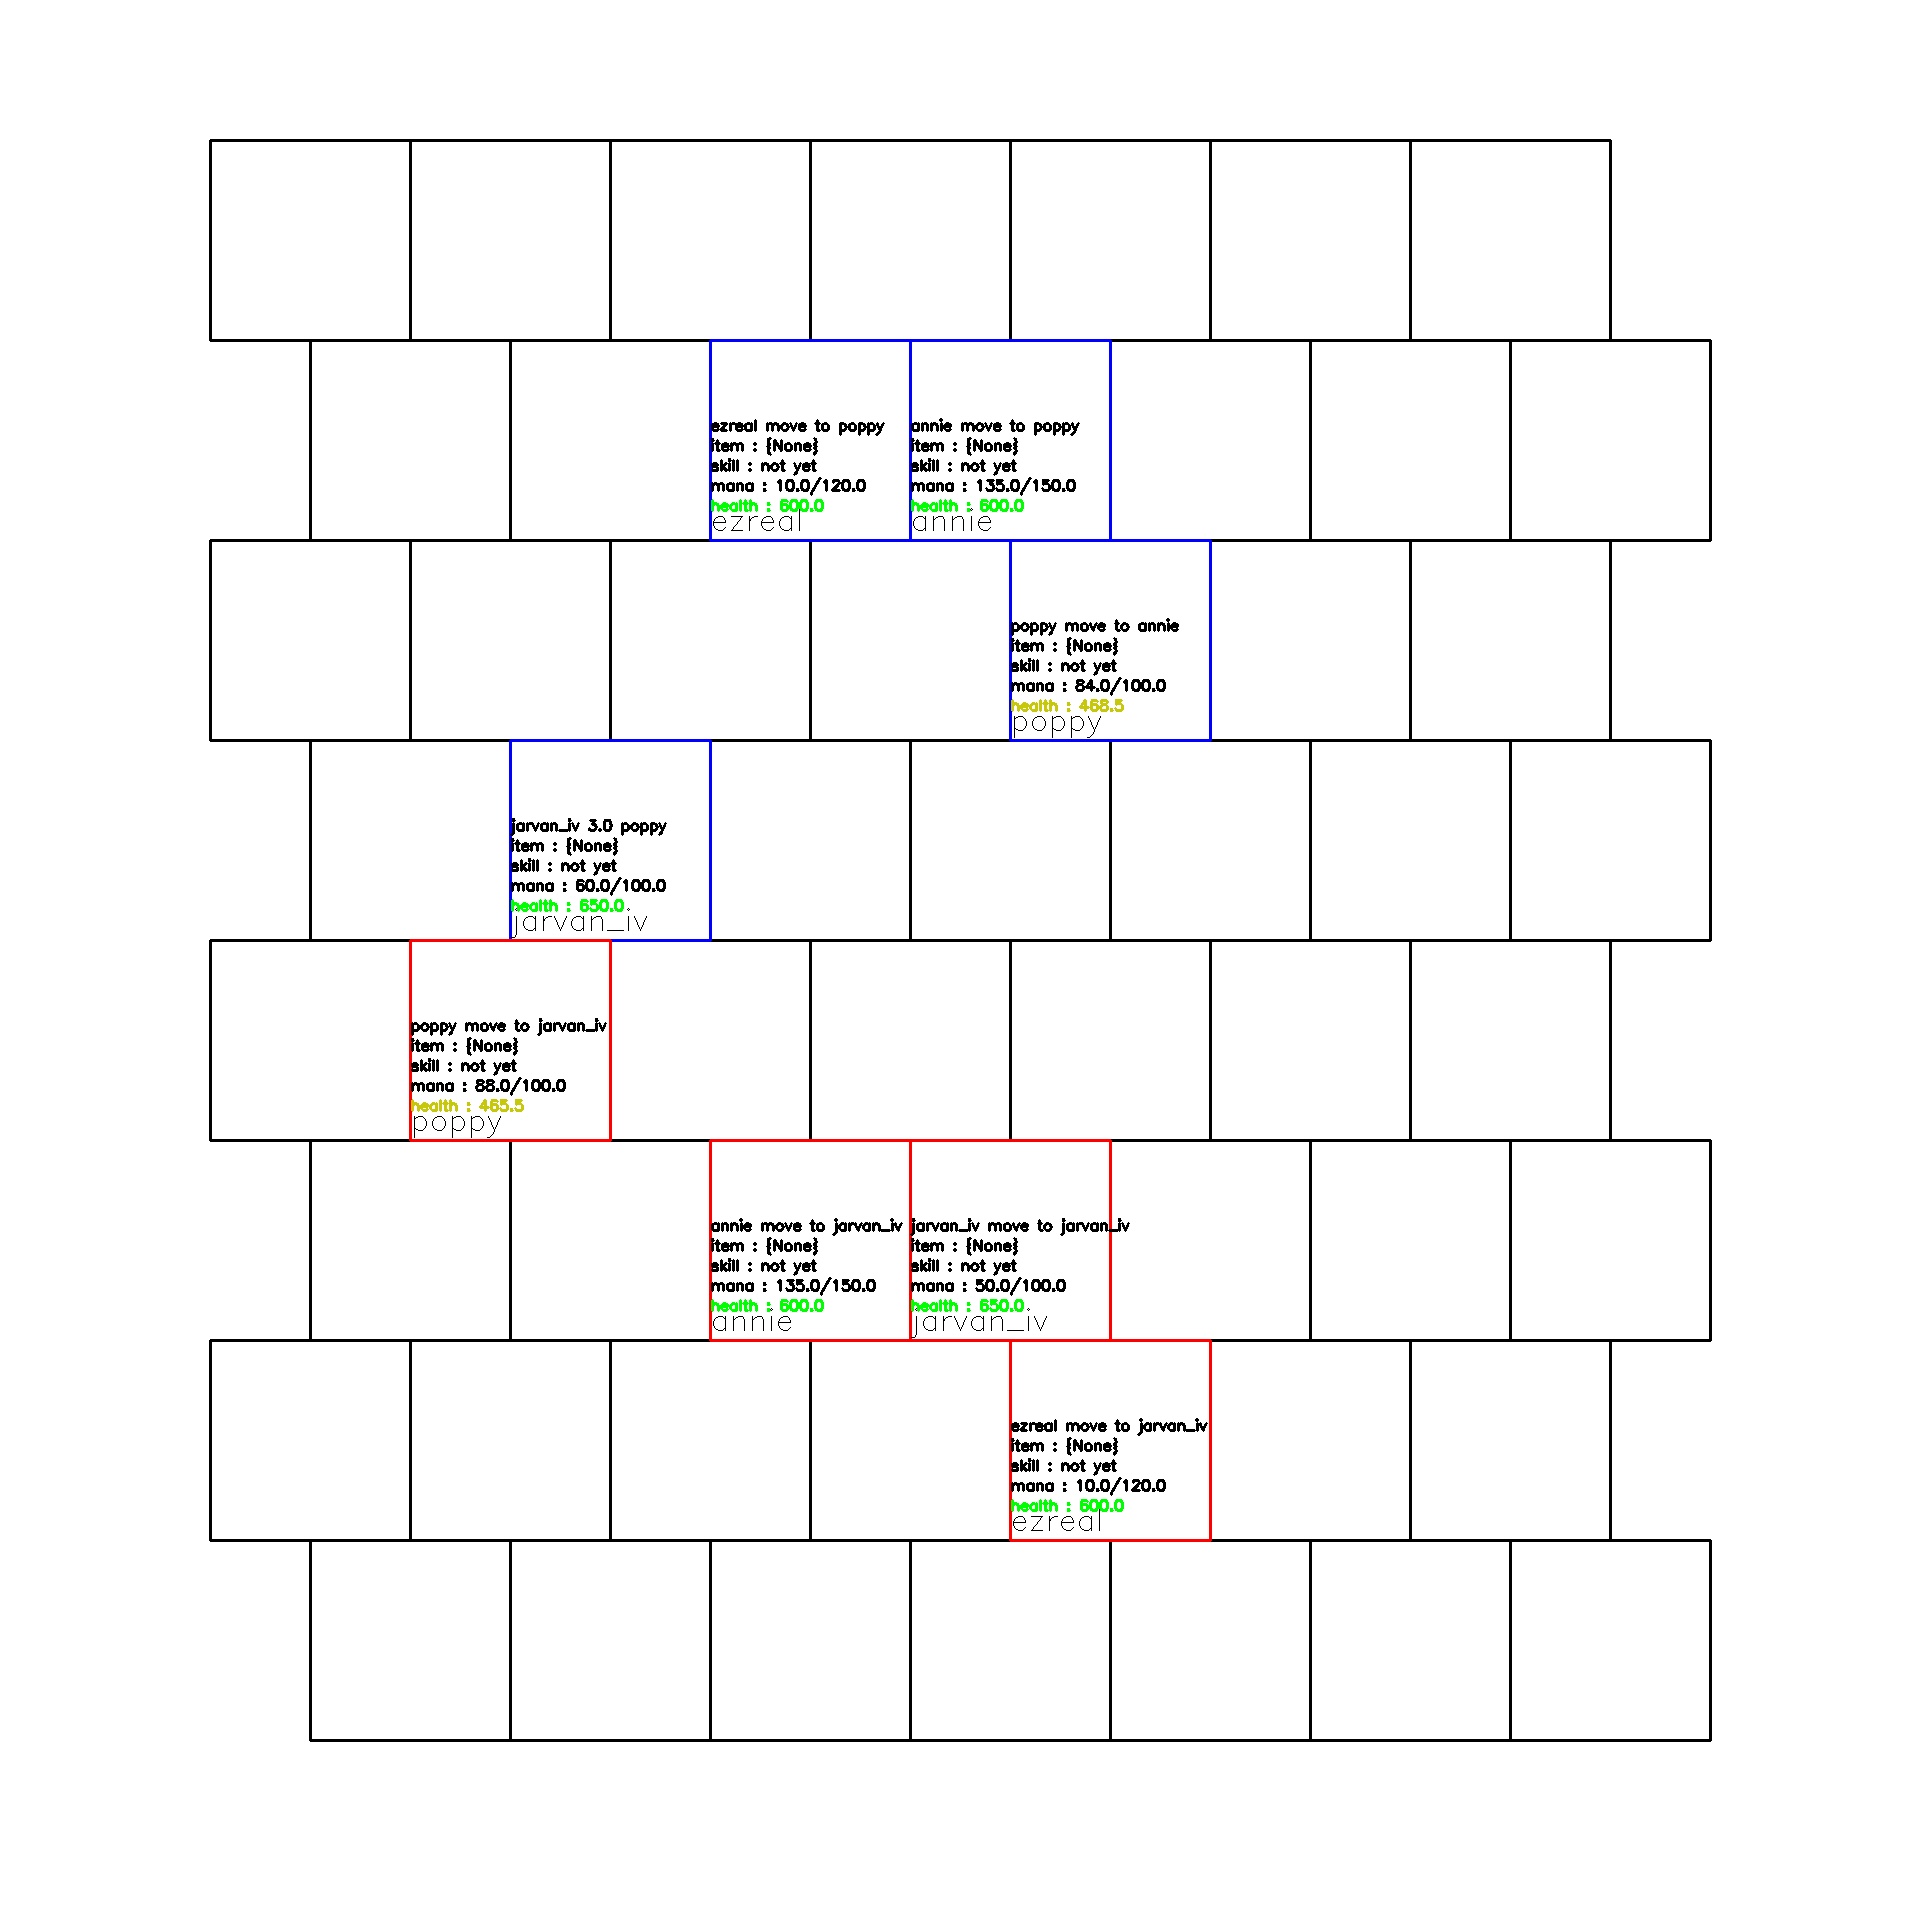 ezreal move to poppy
item : {None}
skill : not yet
mana : 10.0/120.0
health : 600.0
ezreal
annie move to poppy
item : {None}
skill : not yet
mana : 135.0/150.0
health : 600.0
annie
poppy move to annie
item : {None}
skill : not yet
mana : 84.0/100.0
health : 468.5
poppy
jarvan_iv 3.0 poppy
item : {None}
skill : not yet
mana : 60.0/100.0
health : 650.0
jarvan_iv
poppy move to jarvan_iv
item : {None}
skill : not yet
mana : 88.0/100.0
health : 465.5
poppy
annie move to jarvan_iv
item : {None}
skill : not yet
mana : 135.0/150.0
health : 600.0
annie
jarvan_iv move to jarvan_iv
item : {None}
skill : not yet
mana : 50.0/100.0
health : 650.0
jarvan_iv
ezreal move to jarvan_iv
item : {None}
skill : not yet
mana : 10.0/120.0
health : 600.0
ezreal